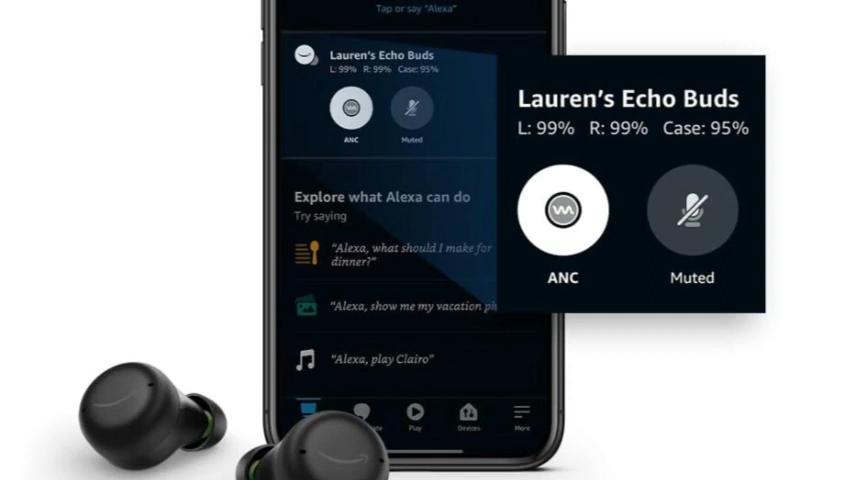 Tap or say "Alexa"
Lauren's Echo Buds
L: 99% R: 99% Case: 95%
ANC Muted
Explore what Alexa can do
Try saying
"Alexa, what should I make for
dinner?"
"Alexa, show me my vacation
"Alexa, play Clairo"
Play Devices More
Lauren's Echo Buds
L: 99% R: 99% Case: 95%
ANC Muted